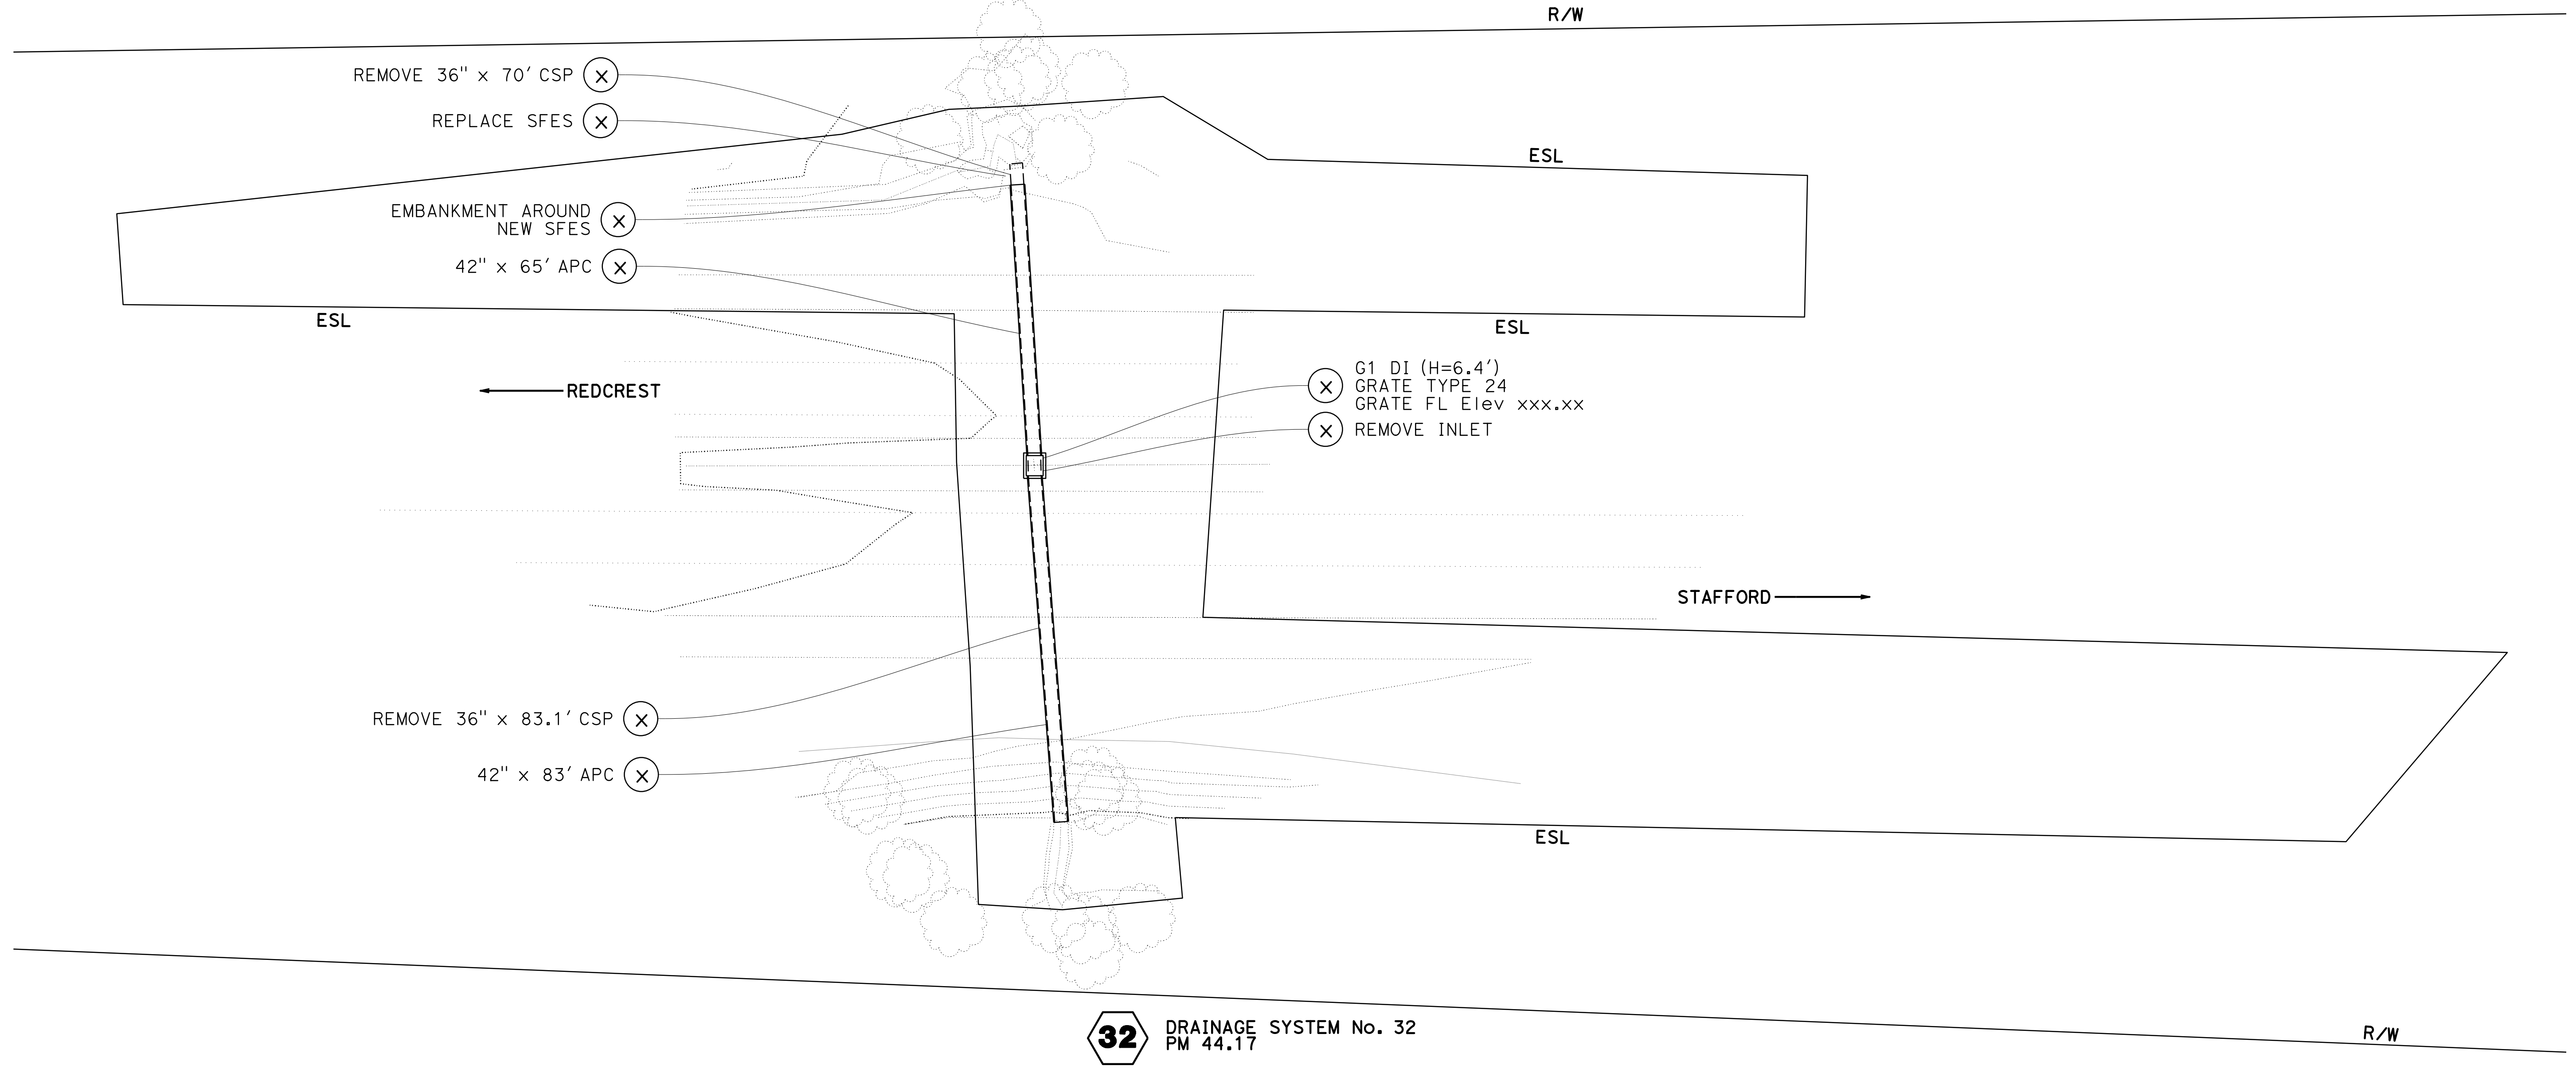 R/W
REMOVE 36" x 70' CSP X
REPLACE SFES X
ESL
EMBANKMENT AROUND
NEW SFES X
42" x 65' APC X
ESL
ESL
G1 DI (H=6.4')
X GRATE TYPE 24
GRATE FL Elev xxx.xx
X REMOVE INLET
REDCREST
STAFFORD
REMOVE 36" x 83.1' CSP X
42" x 83' APC X
ESL
32 DRAINAGE SYSTEM No. 32
PM 44.17
R/W